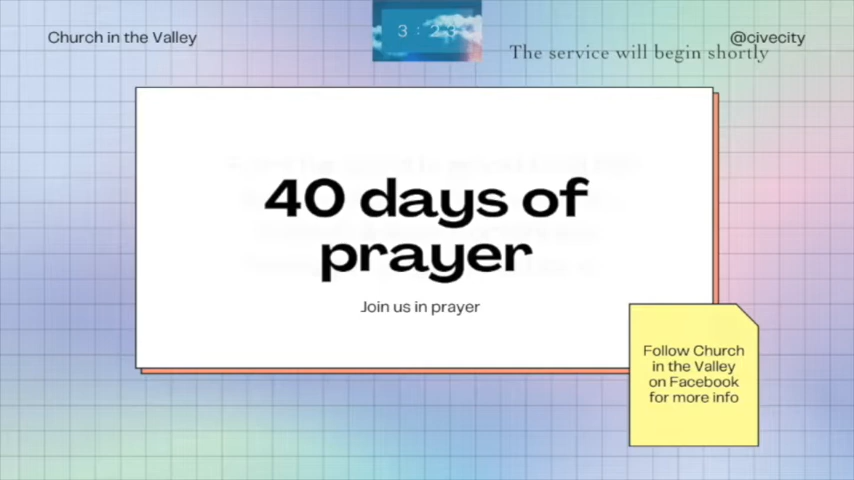 Church in the Valley
3 : 23
@civecity
The service will begin shortly
40 days of
prayer
Join us in prayer
Follow Church
in the Valley
on Facebook
for more info